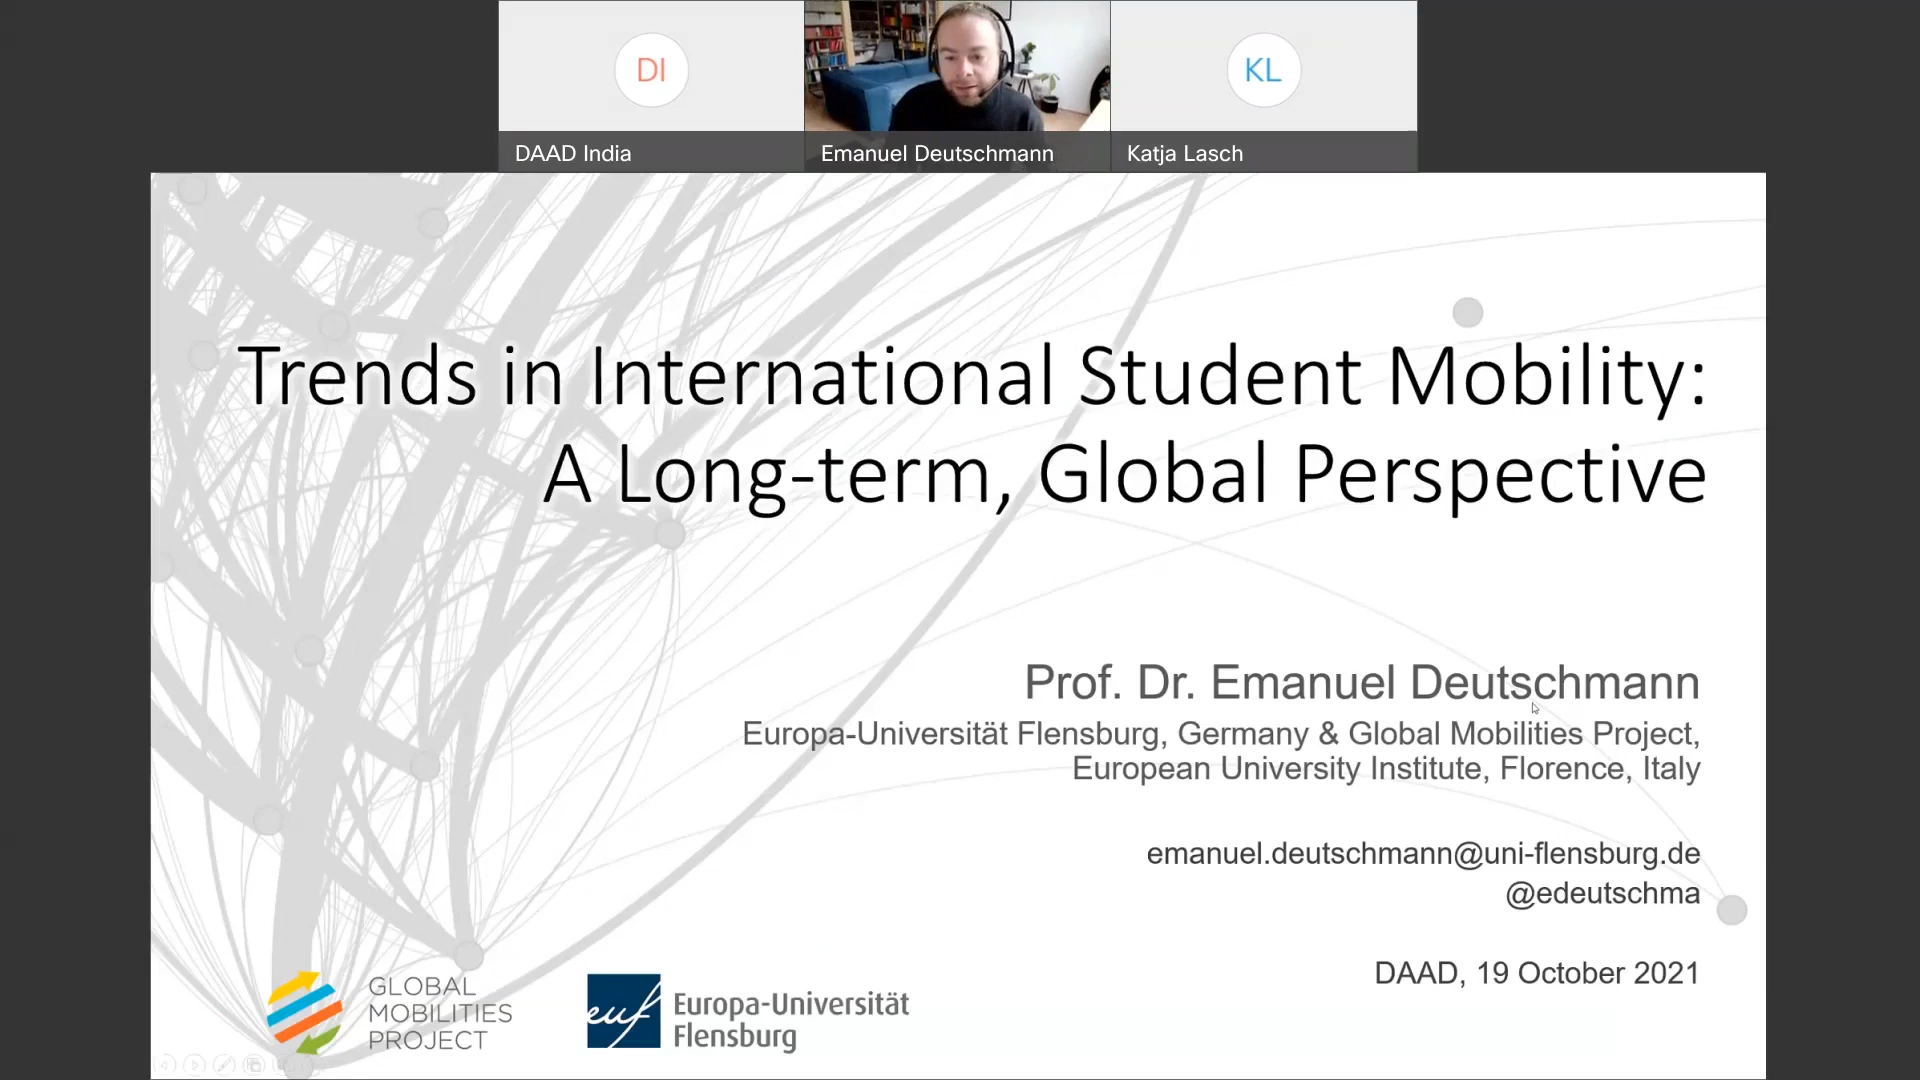 DI
KL
DAAD India
Emanuel Deutschmann
Katja Lasch
Trends in International Student Mobility:
A Long-term, Global Perspective
Prof. Dr. Emanuel Deutschmann
Europa-Universität Flensburg, Germany & Global Mobilities Project,
European University Institute, Florence, Italy
emanuel.deutschmann@uni-flensburg.de
@edeutschma
DAAD, 19 October 2021
GLOBAL
MOBILITIES
PROJECT
euf
Europa-Universität
Flensburg